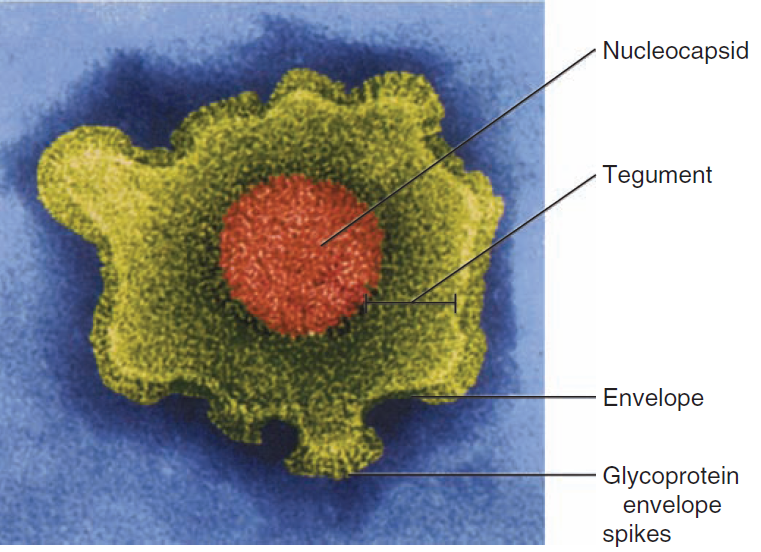 Nucleocapsid
Tegument
Envelope
Glycoprotein
envelope
spikes